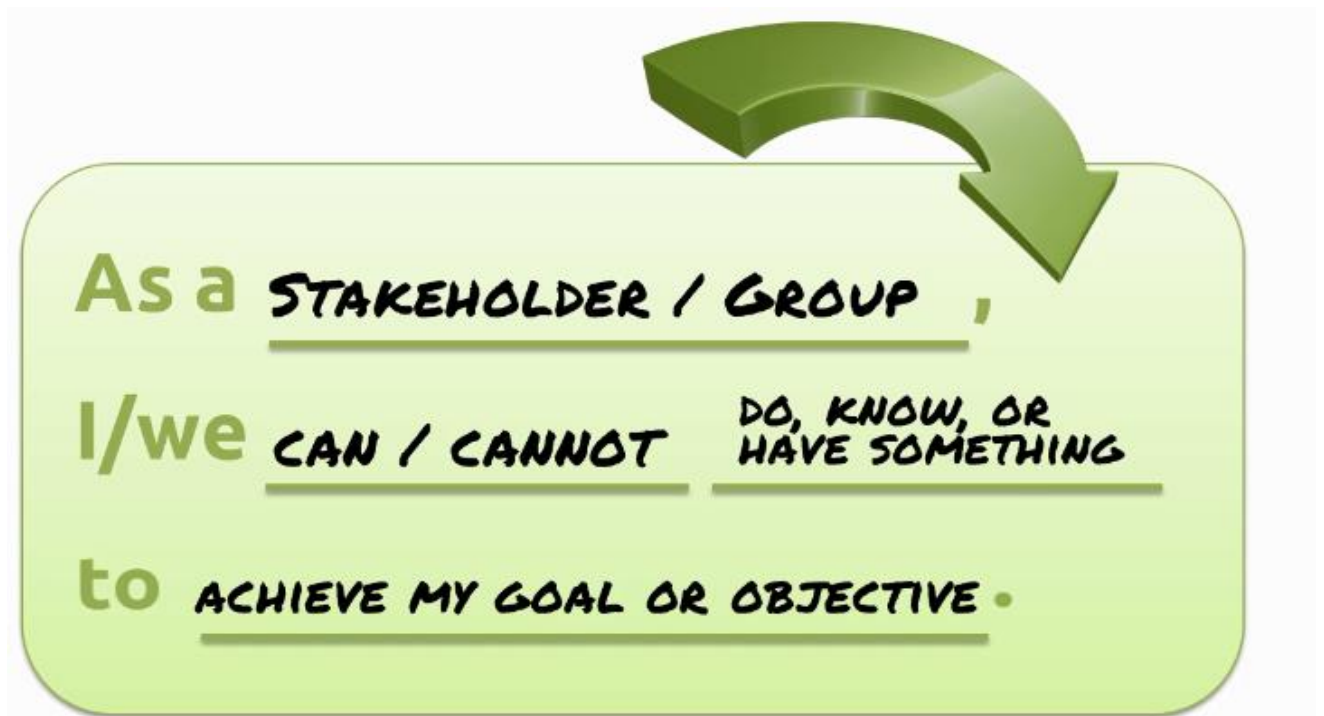 As a STAKEHOLDER / GROUP ,
I/we CAN / CANNOT DO, KNOW, OR
HAVE SOMETHING
to ACHIEVE MY GOAL OR OBJECTIVE .